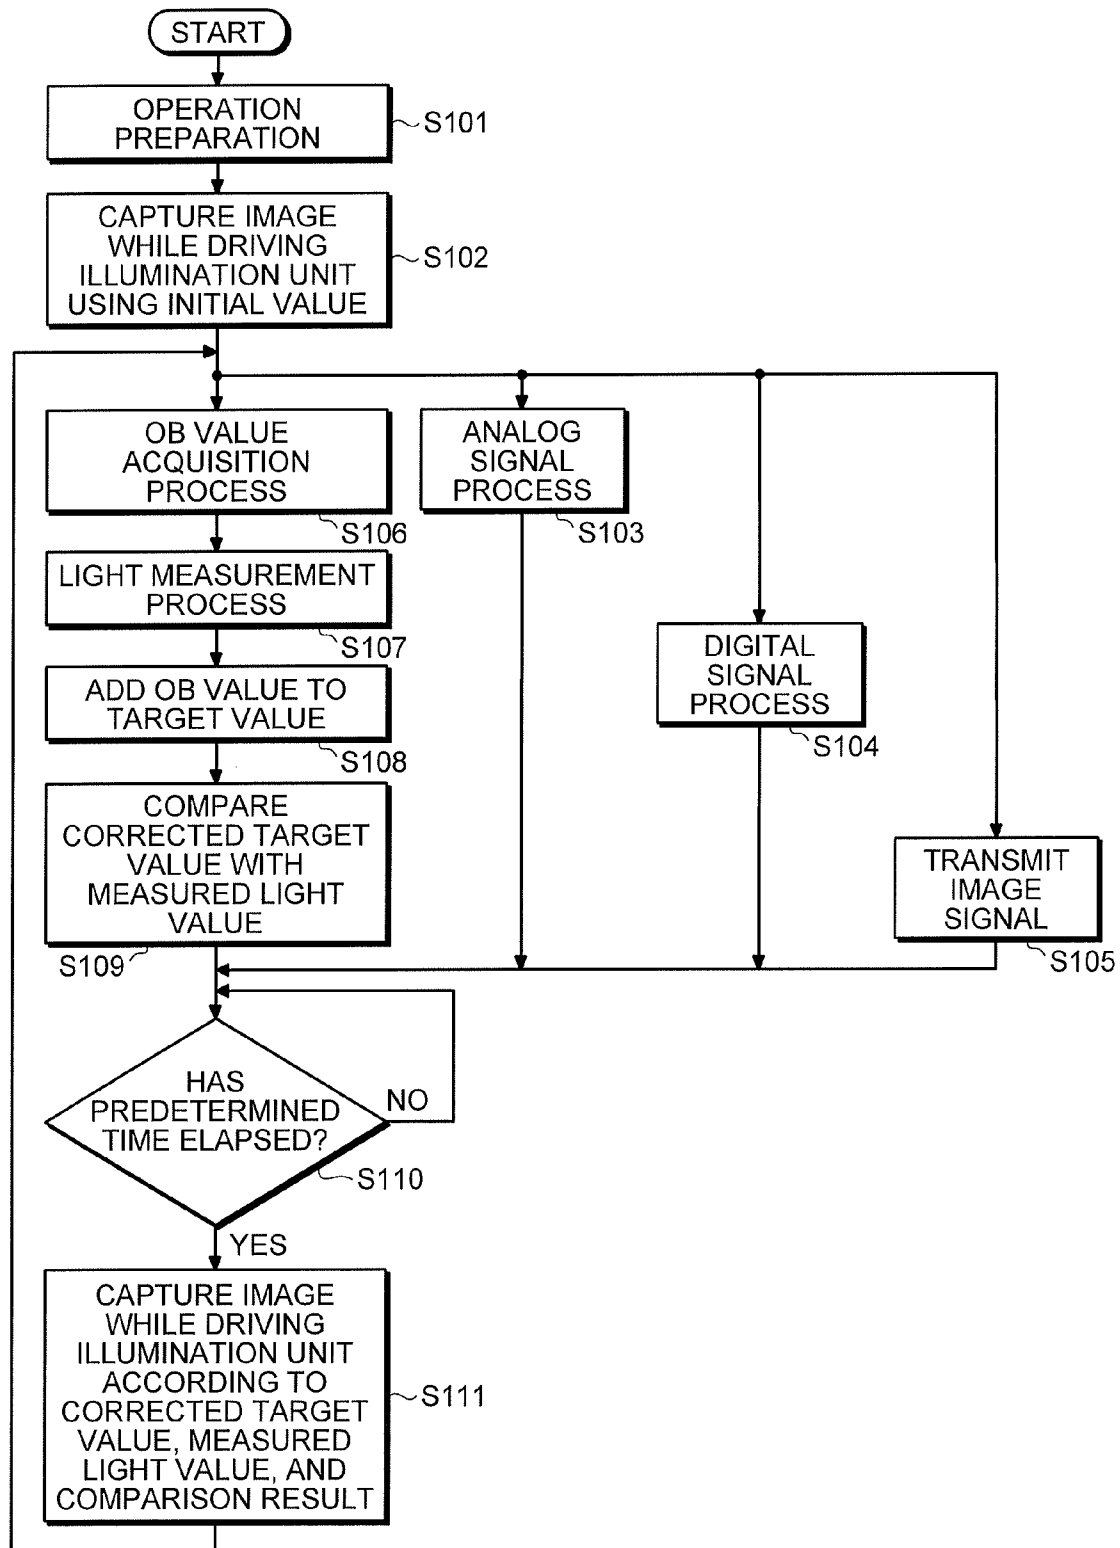 START
OPERATION
PREPARATION
S101
CAPTURE IMAGE
WHILE DRIVING
ILLUMINATION UNIT
USING INITIAL VALUE
S102
OB VALUE
ACQUISITION
PROCESS
S106
ANALOG
SIGNAL
PROCESS
S103
LIGHT MEASUREMENT
PROCESS
S107
DIGITAL
SIGNAL
PROCESS
S104
ADD OB VALUE TO
TARGET VALUE
S108
COMPARE
CORRECTED TARGET
VALUE WITH
MEASURED LIGHT
VALUE
S109
TRANSMIT
IMAGE
SIGNAL
S105
HAS
PREDETERMINED
TIME ELAPSED?
NO
S110
YES
CAPTURE IMAGE
WHILE DRIVING
ILLUMINATION UNIT
ACCORDING TO
CORRECTED TARGET
VALUE, MEASURED
LIGHT VALUE, AND
COMPARISON RESULT
S111